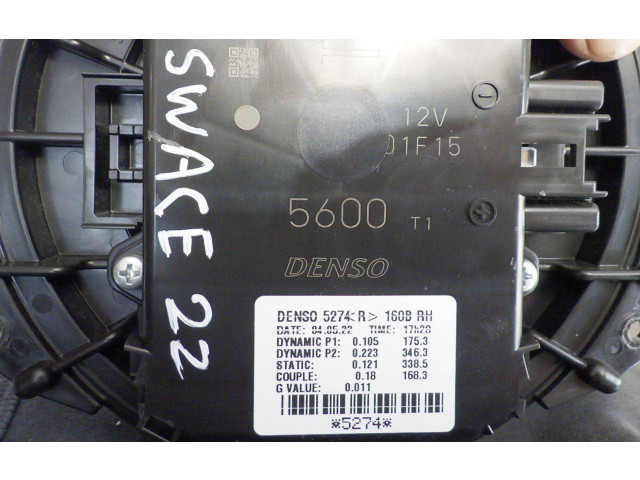 SWACE 22
12V
01F15
5600 T1
DENSO
DENSO 5274<R> 160B RH
DATE: 04.05.22 TIME: 17h20
DYNAMIC P1: 0.105 175.3
DYNAMIC P2: 0.223 346.3
STATIC: 0.121 338.5
COUPLE: 0.18 168.3
G VALUE: 0.011
*5274*